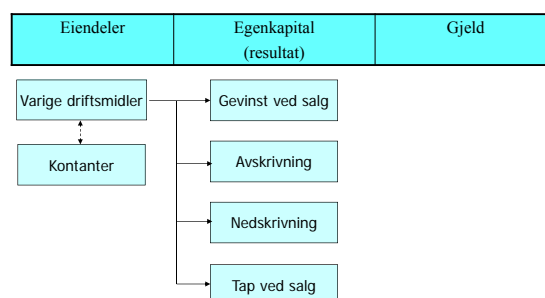 Eiendeler
Egenkapital
(resultat)
Gjeld
Varige driftsmidler
Gevinst ved salg
Kontanter
Avskrivning
Nedskrivning
Tap ved salg